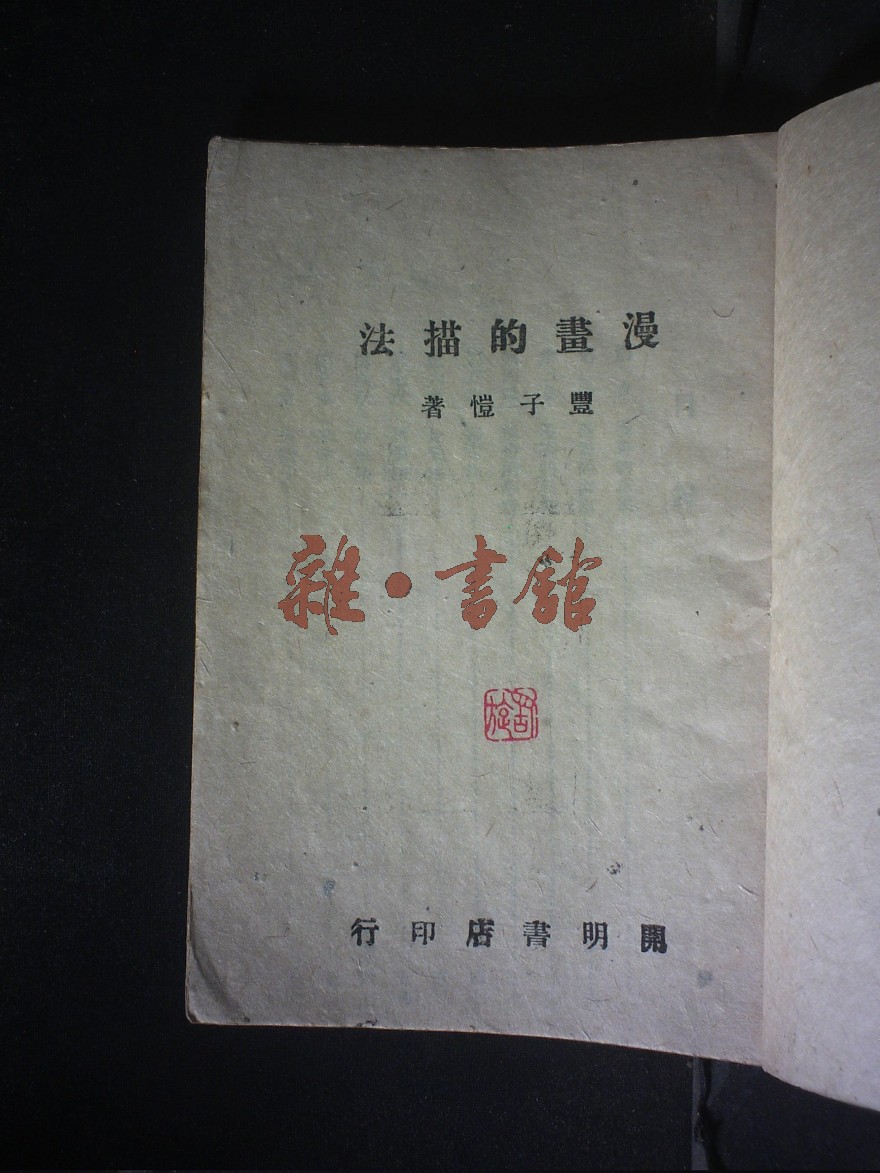 漫畫的描法
豐子愷著
雜·書館
開明書店印行